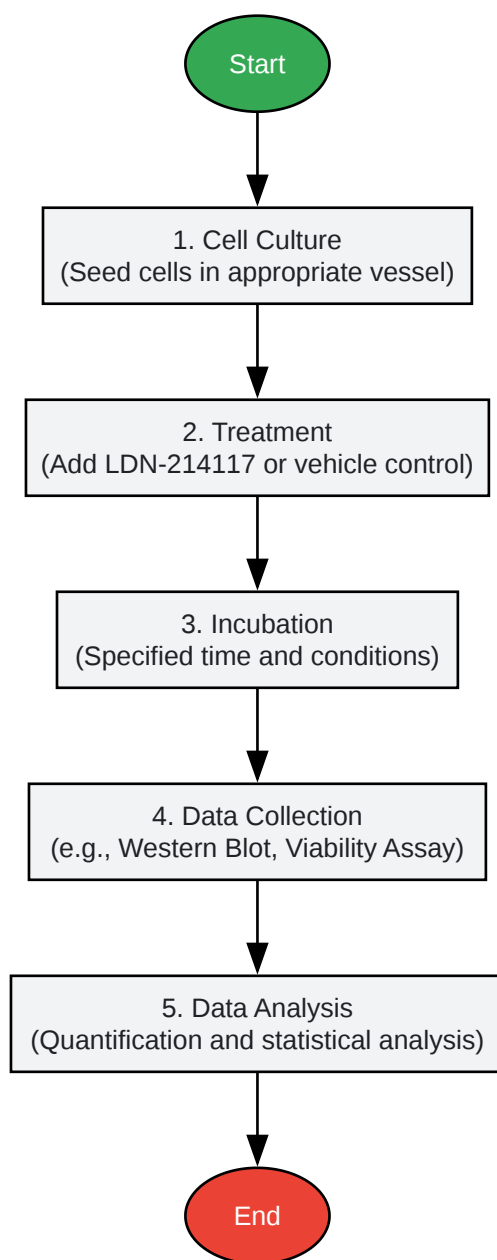 Start
1. Cell Culture
(Seed cells in appropriate vessel)
2. Treatment
(Add LDN-214117 or vehicle control)
3. Incubation
(Specified time and conditions)
4. Data Collection
(e.g., Western Blot, Viability Assay)
5. Data Analysis
(Quantification and statistical analysis)
End